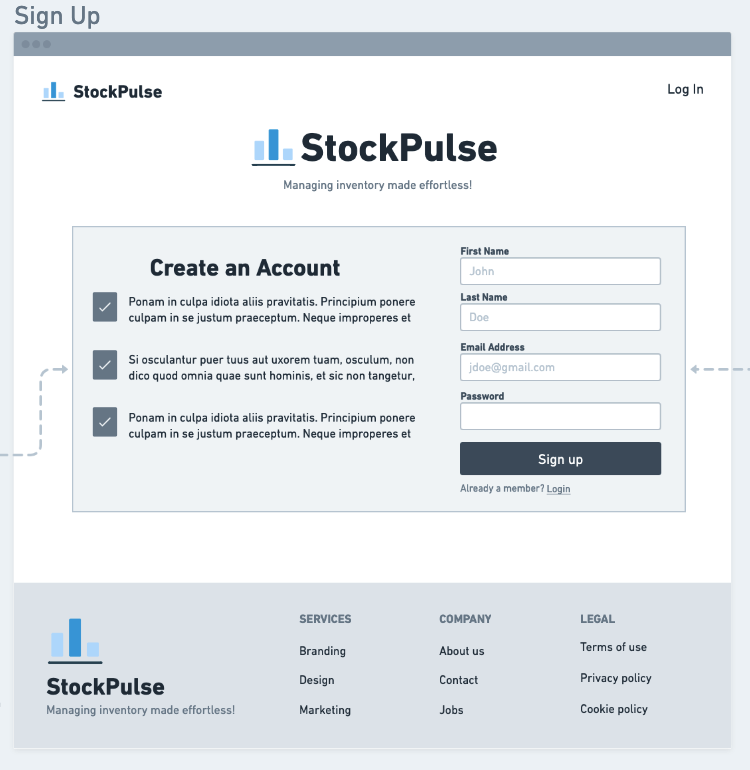 Sign Up
StockPulse
Log In
StockPulse
Managing inventory made effortless!
Create an Account
Ponam in culpa idiota aliis pravitatis. Principium ponere
culpam in se justum praeceptum. Neque improperes et
Si osculantur puer tuus aut uxorem tuam, osculum, non
dico quod omnia quae sunt hominis, et sic non tangetur,
Ponam in culpa idiota aliis pravitatis. Principium ponere
culpam in se justum praeceptum. Neque improperes et
First Name
John
Last Name
Doe
Email Address
jdoe@gmail.com
Password
Sign up
Already a member? Login
StockPulse
Managing inventory made effortless!
SERVICES
Branding
Design
Marketing
COMPANY
About us
Contact
Jobs
LEGAL
Terms of use
Privacy policy
Cookie policy